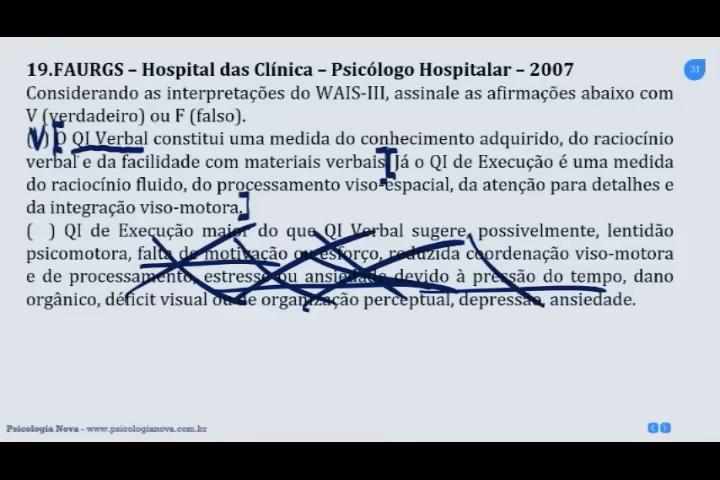 19.FAURGS – Hospital das Clínica – Psicólogo Hospitalar – 2007
31
Considerando as interpretações do WAIS-III, assinale as afirmações abaixo com
V (verdadeiro) ou F (falso).
(V) O QI Verbal constitui uma medida do conhecimento adquirido, do raciocínio
verbal e da facilidade com materiais verbais. Já o QI de Execução é uma medida
do raciocínio fluido, do processamento viso-espacial, da atenção para detalhes e
da integração viso-motora.
( ) QI de Execução maior do que QI Verbal sugere, possivelmente, lentidão
psicomotora, falta de motivação ou esforço, reduzida coordenação viso-motora
e de processamento, estresse ou ansiedade devido à pressão do tempo, dano
orgânico, déficit visual ou de organização perceptual, depressão, ansiedade.
Psicologia Nova - www.psicologianova.com.br